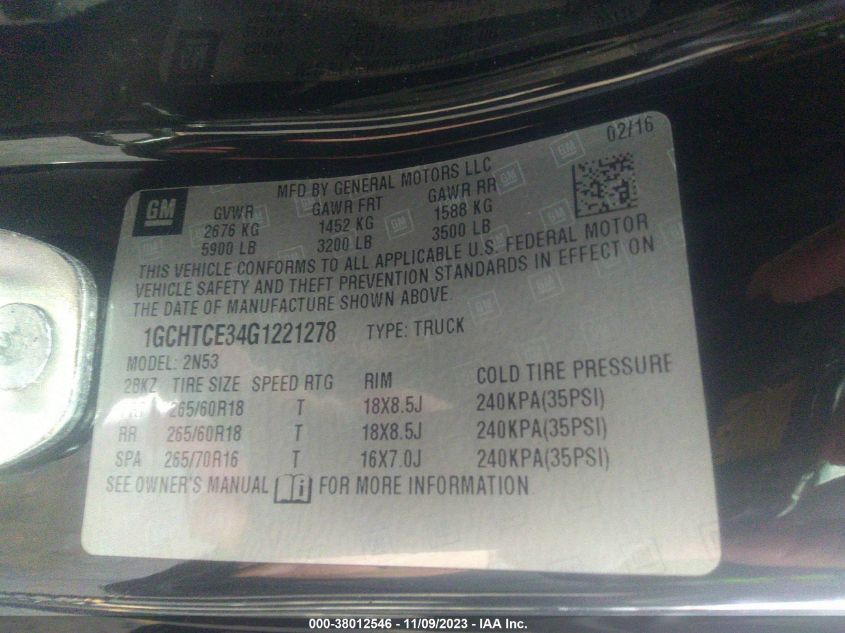 02/16
MFD BY GENERAL MOTORS LLC
GM
GVWR GAWR FRT GAWR RR
2676 KG 1452 KG 1588 KG
5900 LB 3200 LB 3500 LB
THIS VEHICLE CONFORMS TO ALL APPLICABLE U.S. FEDERAL MOTOR
VEHICLE SAFETY AND THEFT PREVENTION STANDARDS IN EFFECT ON
THE DATE OF MANUFACTURE SHOWN ABOVE.
1GCHTCE34G1221278 TYPE: TRUCK
MODEL: 2N53
2BKZ TIRE SIZE SPEED RTG RIM COLD TIRE PRESSURE
FRT 265/60R18 T 18X8.5J 240KPA(35PSI)
RR 265/60R18 T 18X8.5J 240KPA(35PSI)
SPA 265/70R16 T 16X7.0J 240KPA(35PSI)
SEE OWNER'S MANUAL i FOR MORE INFORMATION
000-38012546 - 11/09/2023 - IAA Inc.